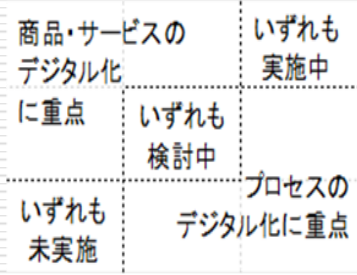 商品・サービスの
デジタル化
に重点
いずれも
実施中
いずれも
検討中
プロセスの
デジタル化に重点
いずれも
未実施